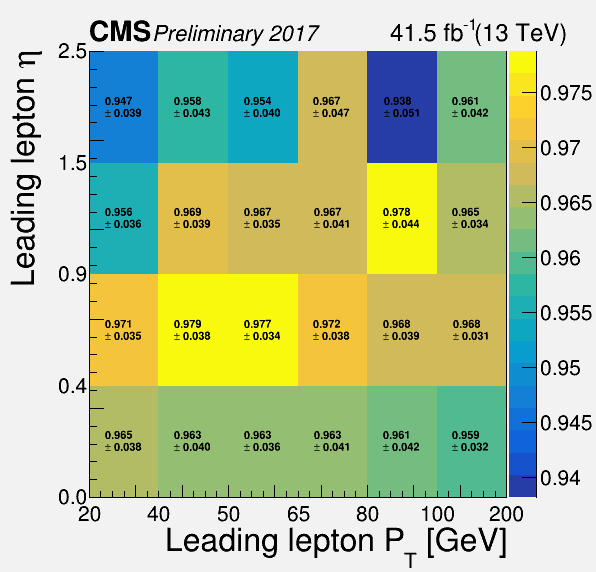 CMS Preliminary 2017 41.5 fb-1(13 TeV)
Leading lepton η
2.5
1.5
0.9
0.4
0.0
0.947 0.958 0.954 0.967 0.938 0.961
± 0.039 ± 0.043 ± 0.040 ± 0.047 ± 0.051 ± 0.042
0.956 0.969 0.967 0.967 0.978 0.965
± 0.036 ± 0.039 ± 0.035 ± 0.041 ± 0.044 ± 0.034
0.971 0.979 0.977 0.972 0.968 0.968
± 0.035 ± 0.038 ± 0.034 ± 0.038 ± 0.039 ± 0.031
0.965 0.963 0.963 0.963 0.961 0.959
± 0.038 ± 0.040 ± 0.036 ± 0.041 ± 0.042 ± 0.032
20 40 50 65 80 100 200
Leading lepton PT [GeV]
0.975
0.97
0.965
0.96
0.955
0.95
0.945
0.94